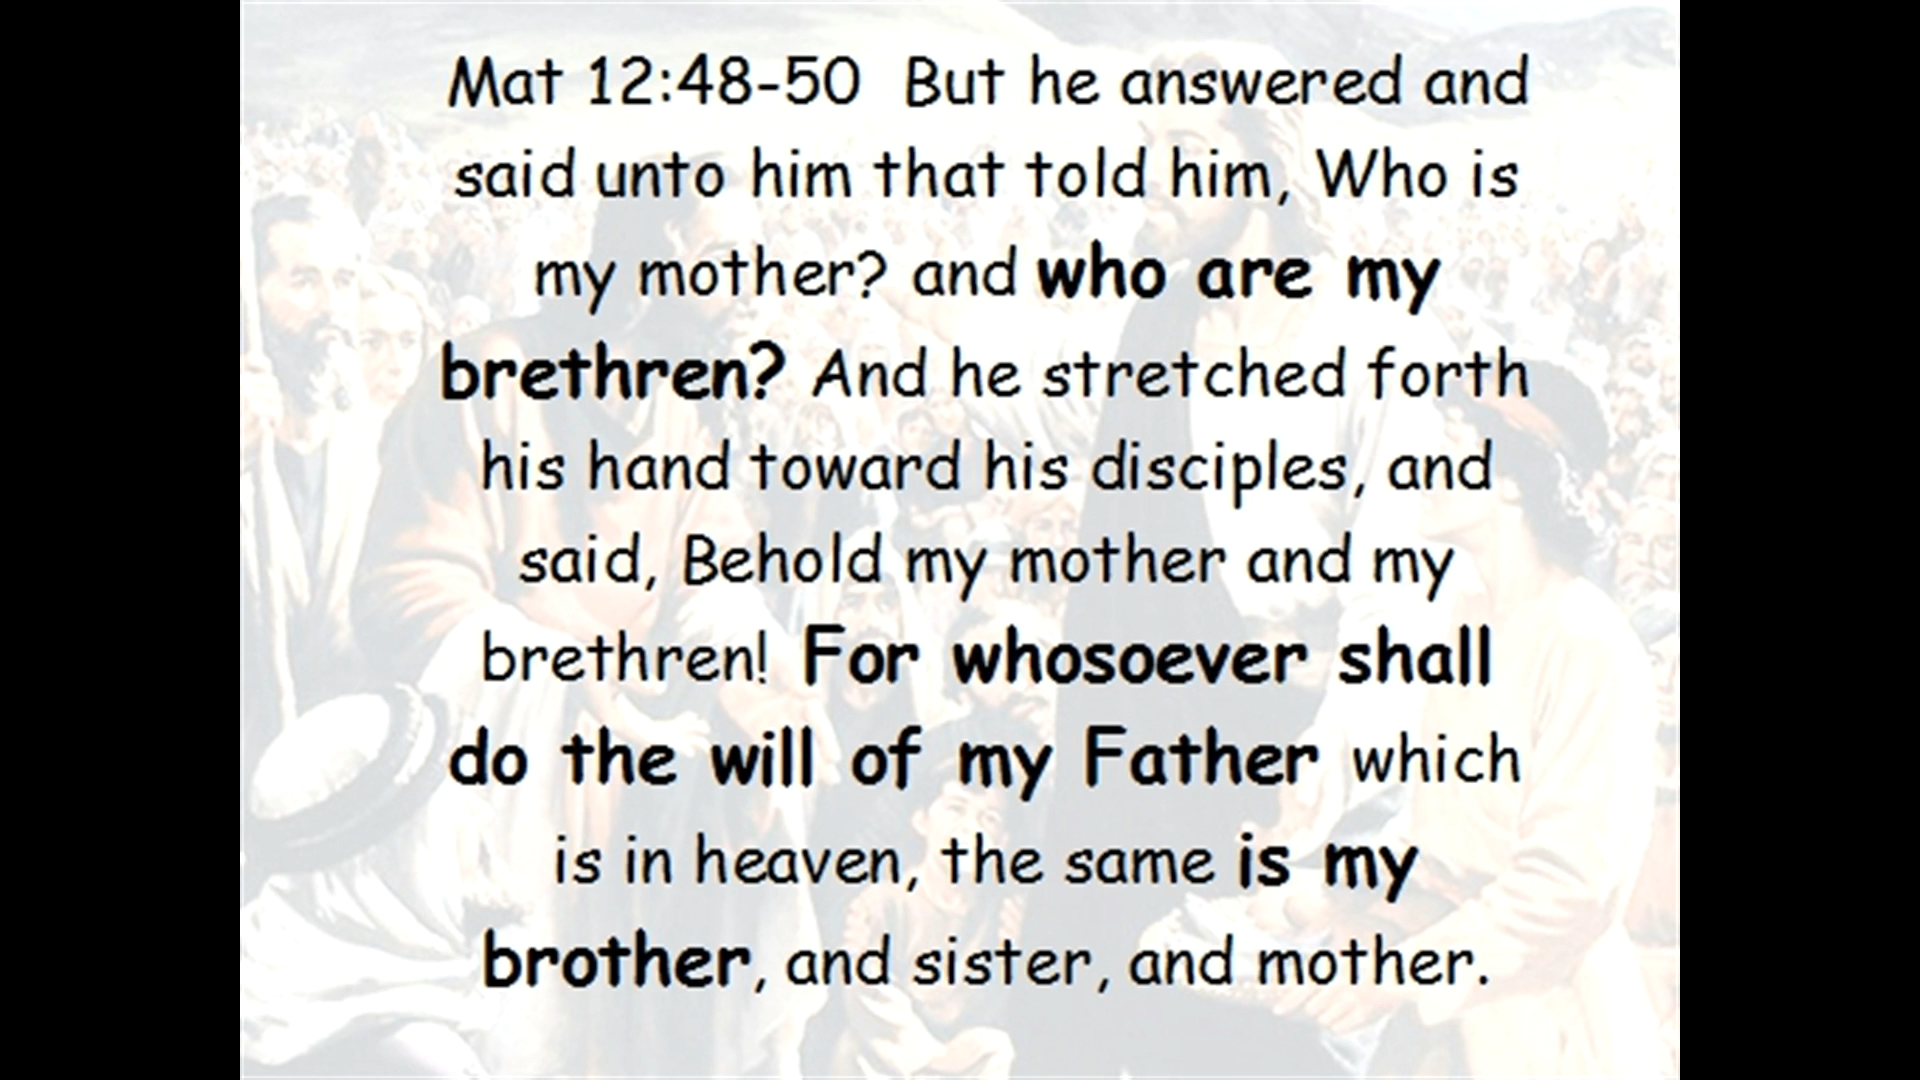 Mat 12:48-50 But he answered and
said unto him that told him, Who is
my mother? and who are my
brethren? And he stretched forth
his hand toward his disciples, and
said, Behold my mother and my
brethren! For whosoever shall
do the will of my Father which
is in heaven, the same is my
brother, and sister, and mother.